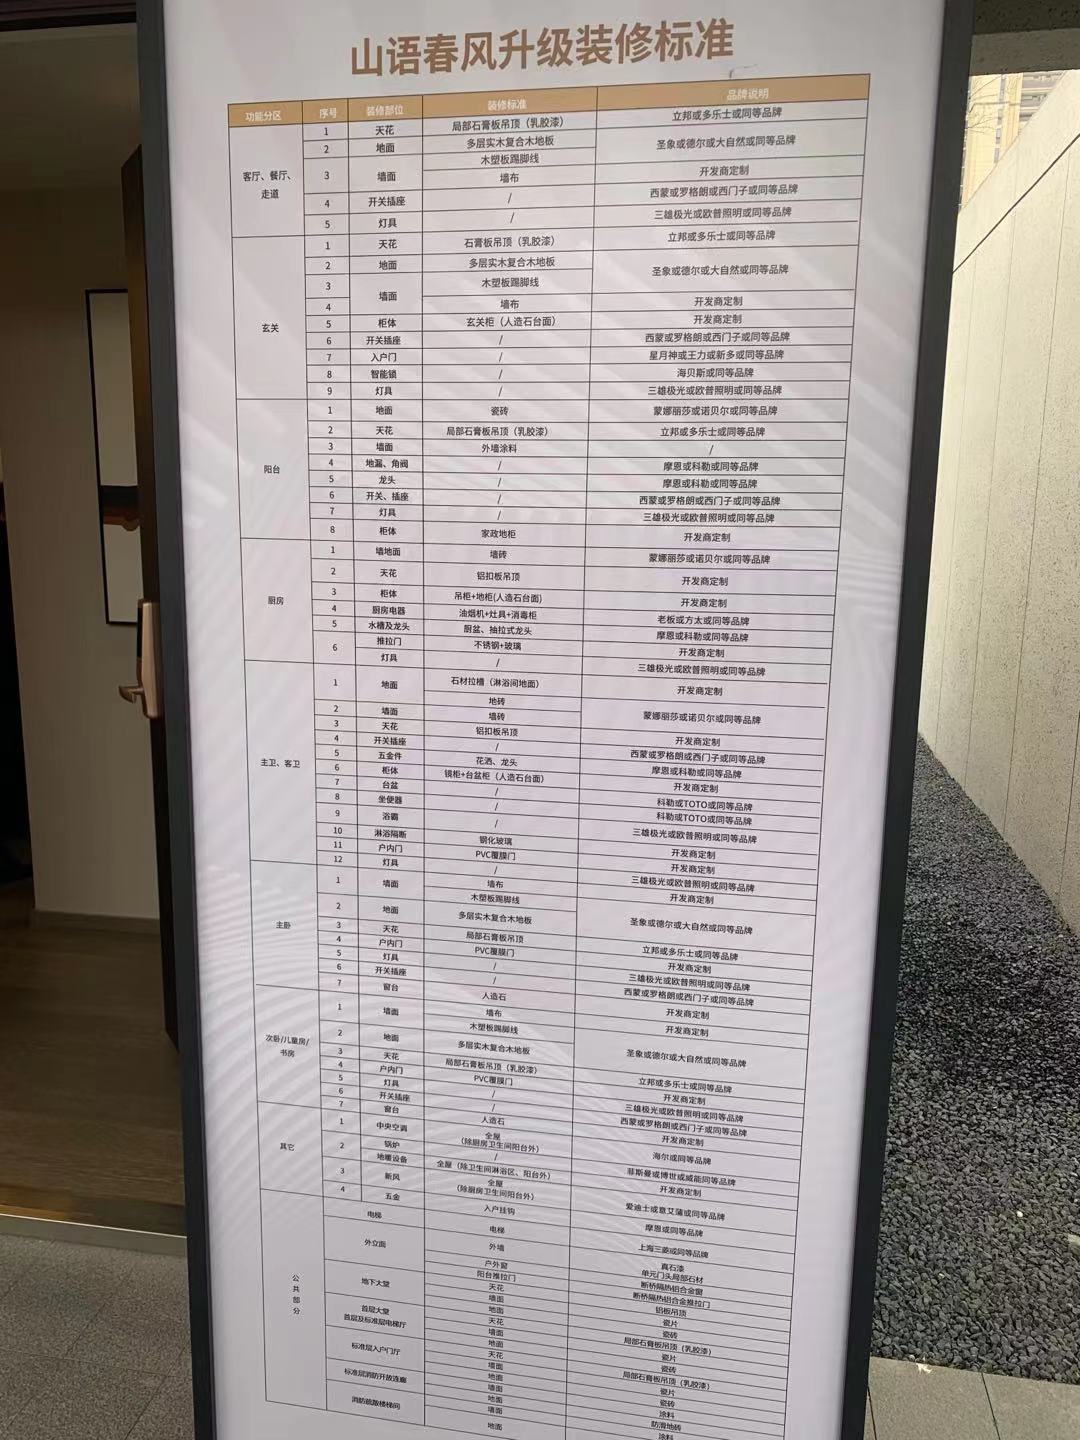 山语春风升级装修标准
功能分区 序号 装修部位 装修标准 品牌说明
客厅、餐厅、走道
1 天花 局部石膏板吊顶（乳胶漆） 立邦或多乐士或同等品牌
2 地面 多层实木复合木地板 圣象或德尔或大自然或同等品牌
3 墙面 木塑板踢脚线
墙布 开发商定制
4 开关插座 / 西蒙或罗格朗或西门子或同等品牌
5 灯具 / 三雄极光或欧普照明或同等品牌
玄关
1 天花 石膏板吊顶（乳胶漆） 立邦或多乐士或同等品牌
2 地面 多层实木复合木地板 圣象或德尔或大自然或同等品牌
3 墙面 木塑板踢脚线
4 墙布 开发商定制
5 柜体 玄关柜（人造石台面） 开发商定制
6 开关插座 / 西蒙或罗格朗或西门子或同等品牌
7 入户门 / 星月神或王力或新多或同等品牌
8 智能锁 / 海贝斯或同等品牌
9 灯具 / 三雄极光或欧普照明或同等品牌
阳台
1 地面 瓷砖 蒙娜丽莎或诺贝尔或同等品牌
2 天花 局部石膏板吊顶（乳胶漆） 立邦或多乐士或同等品牌
3 墙面 外墙涂料 /
4 地漏、角阀 / 摩恩或科勒或同等品牌
5 龙头 / 摩恩或科勒或同等品牌
6 开关、插座 / 西蒙或罗格朗或西门子或同等品牌
7 灯具 / 三雄极光或欧普照明或同等品牌
8 柜体 家政地柜 开发商定制
厨房
1 墙地面 墙砖 蒙娜丽莎或诺贝尔或同等品牌
2 天花 铝扣板吊顶 开发商定制
3 柜体 吊柜+地柜(人造石台面) 开发商定制
4 厨房电器 油烟机+灶具+消毒柜 老板或方太或同等品牌
5 水槽及龙头 厨盆、抽拉式龙头 摩恩或科勒或同等品牌
6 推拉门 不锈钢+玻璃 开发商定制
灯具 / 三雄极光或欧普照明或同等品牌
主卫、客卫
1 地面 石材拉槽（淋浴间地面） 开发商定制
地砖 蒙娜丽莎或诺贝尔或同等品牌
2 墙面 墙砖
3 天花 铝扣板吊顶 开发商定制
4 开关插座 / 西蒙或罗格朗或西门子或同等品牌
5 五金件 花洒、龙头 摩恩或科勒或同等品牌
6 柜体 镜柜+台盆柜（人造石台面） 开发商定制
7 台盆 / 科勒或TOTO或同等品牌
8 坐便器 / 科勒或TOTO或同等品牌
9 浴霸 / 三雄极光或欧普照明或同等品牌
10 淋浴隔断 钢化玻璃 开发商定制
11 户内门 PVC覆膜门 开发商定制
12 灯具 / 三雄极光或欧普照明或同等品牌
主卧
1 墙面 墙布 开发商定制
木塑板踢脚线 圣象或德尔或大自然或同等品牌
2 地面 多层实木复合木地板
3 天花 局部石膏板吊顶 立邦或多乐士或同等品牌
4 户内门 PVC覆膜门 开发商定制
5 灯具 / 三雄极光或欧普照明或同等品牌
6 开关插座 / 西蒙或罗格朗或西门子或同等品牌
7 窗台 人造石 开发商定制
次卧/儿童房/书房
1 墙面 墙布 开发商定制
木塑板踢脚线 圣象或德尔或大自然或同等品牌
2 地面 多层实木复合木地板
3 天花 局部石膏板吊顶（乳胶漆） 立邦或多乐士或同等品牌
4 户内门 PVC覆膜门 开发商定制
5 灯具 / 三雄极光或欧普照明或同等品牌
6 开关插座 / 西蒙或罗格朗或西门子或同等品牌
7 窗台 人造石 开发商定制
其它
1 中央空调 全屋（除厨房卫生间阳台外） 海尔或同等品牌
2 锅炉 / 菲斯曼或博世或威能同等品牌
地暖设备 全屋（除卫生间淋浴区、阳台外） 开发商定制
3 新风 全屋（除厨房卫生间阳台外） 爱迪士或意艾蒲或同等品牌
4 五金 入户挂钩 摩恩或同等品牌
公共部分
电梯 电梯 上海三菱或同等品牌
外立面 外墙 真石漆
单元门头局部石材
户外窗 断桥隔热铝合金窗
阳台推拉门 断桥隔热铝合金推拉门
地下大堂 天花 铝板吊顶
墙面 瓷片
地面 瓷砖
首层大堂
首层及标准层电梯厅 天花 局部石膏板吊顶（乳胶漆）
墙面 瓷片
地面 瓷砖
标准层入户门厅 天花 局部石膏板吊顶（乳胶漆）
墙面 瓷片
地面 瓷砖
标准层消防开敞连廊 墙面 涂料
地面 防滑地砖
消防疏散楼梯间 墙面 涂料
地面